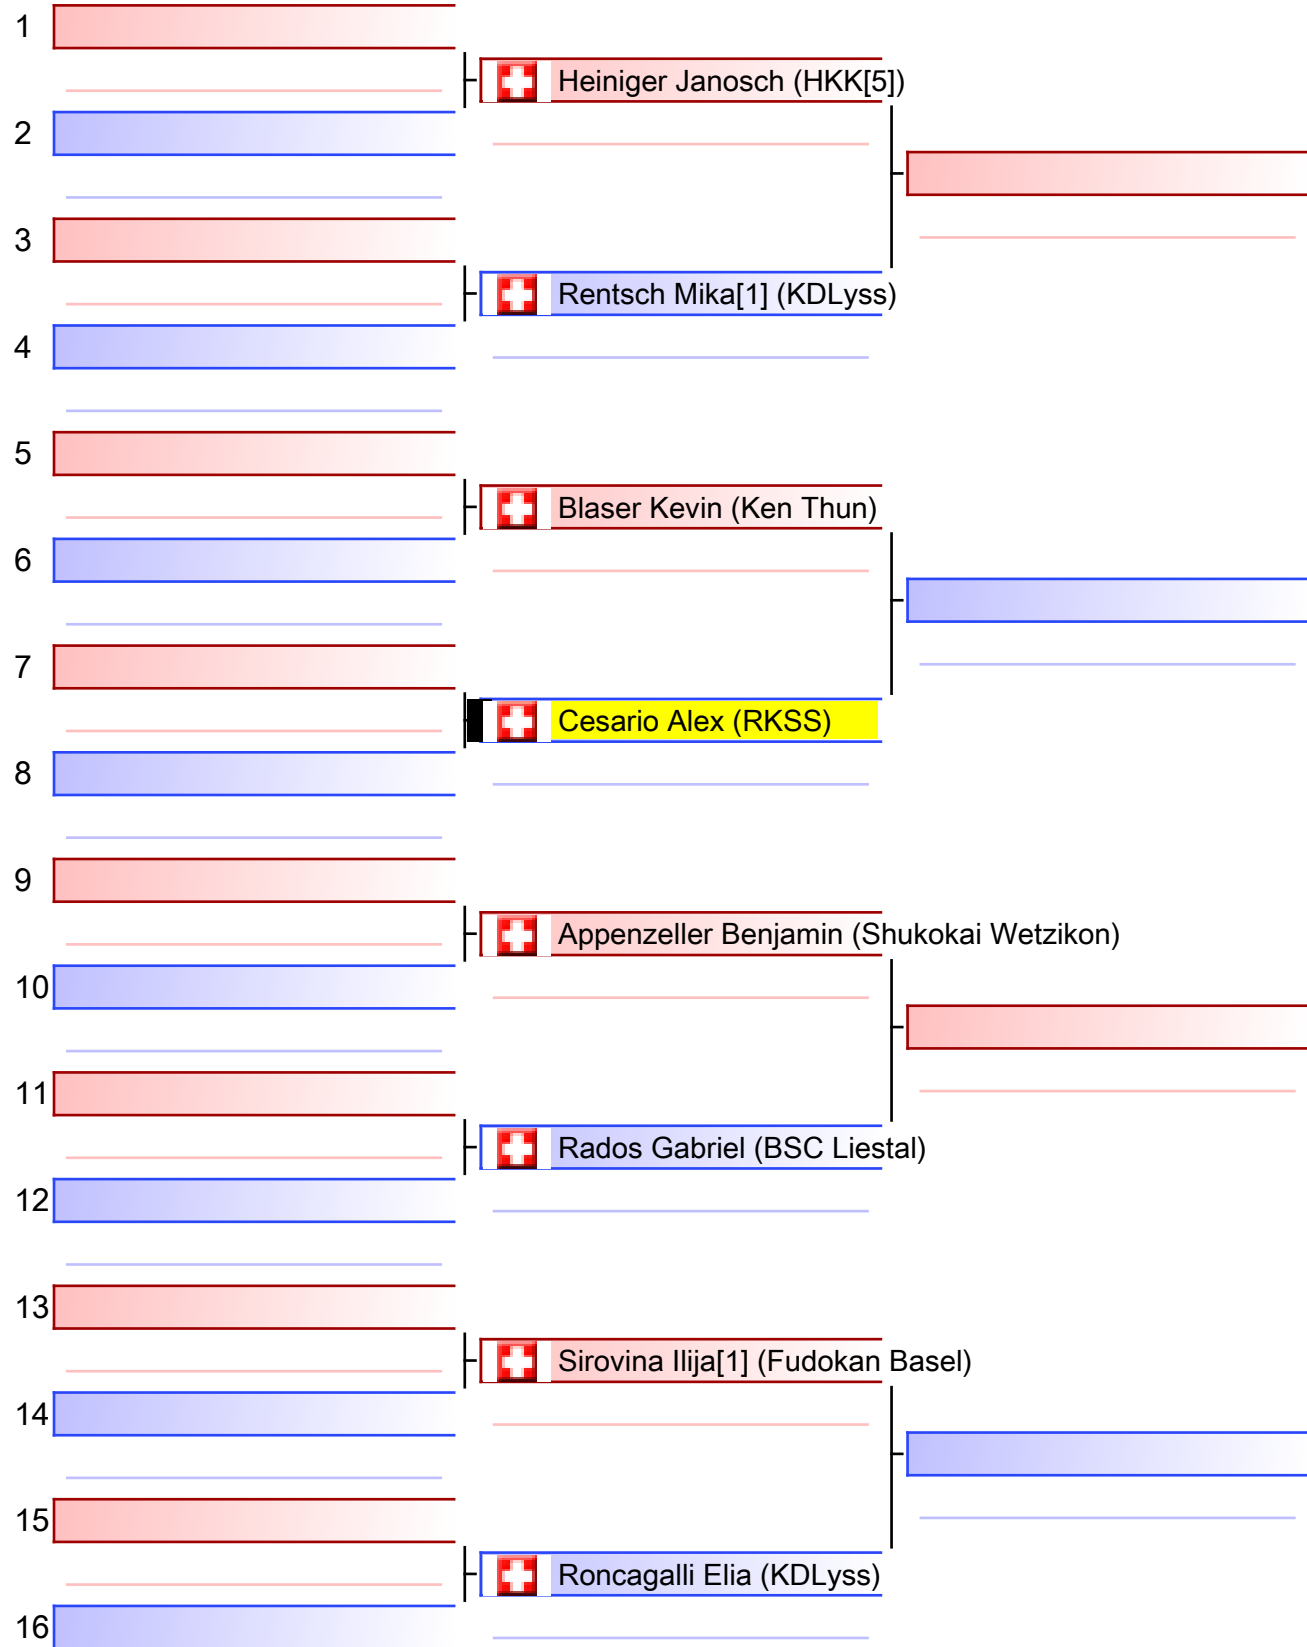 1
Heiniger Janosch (HKK[5])
2
3
Rentsch Mika[1] (KDLyss)
4
5
Blaser Kevin (Ken Thun)
6
7
Cesario Alex (RKSS)
8
9
Appenzeller Benjamin (Shukokai Wetzikon)
10
11
Rados Gabriel (BSC Liestal)
12
13
Sirovina Ilija[1] (Fudokan Basel)
14
15
Roncagalli Elia (KDLyss)
16